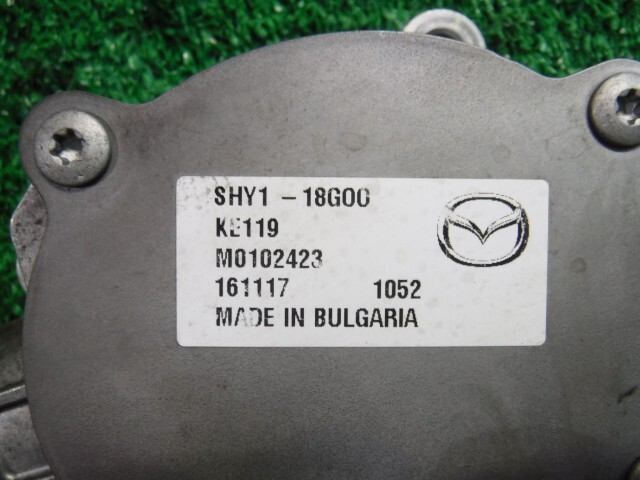 SHY1 - 18G00
KE119
M0102423
161117 1052
MADE IN BULGARIA